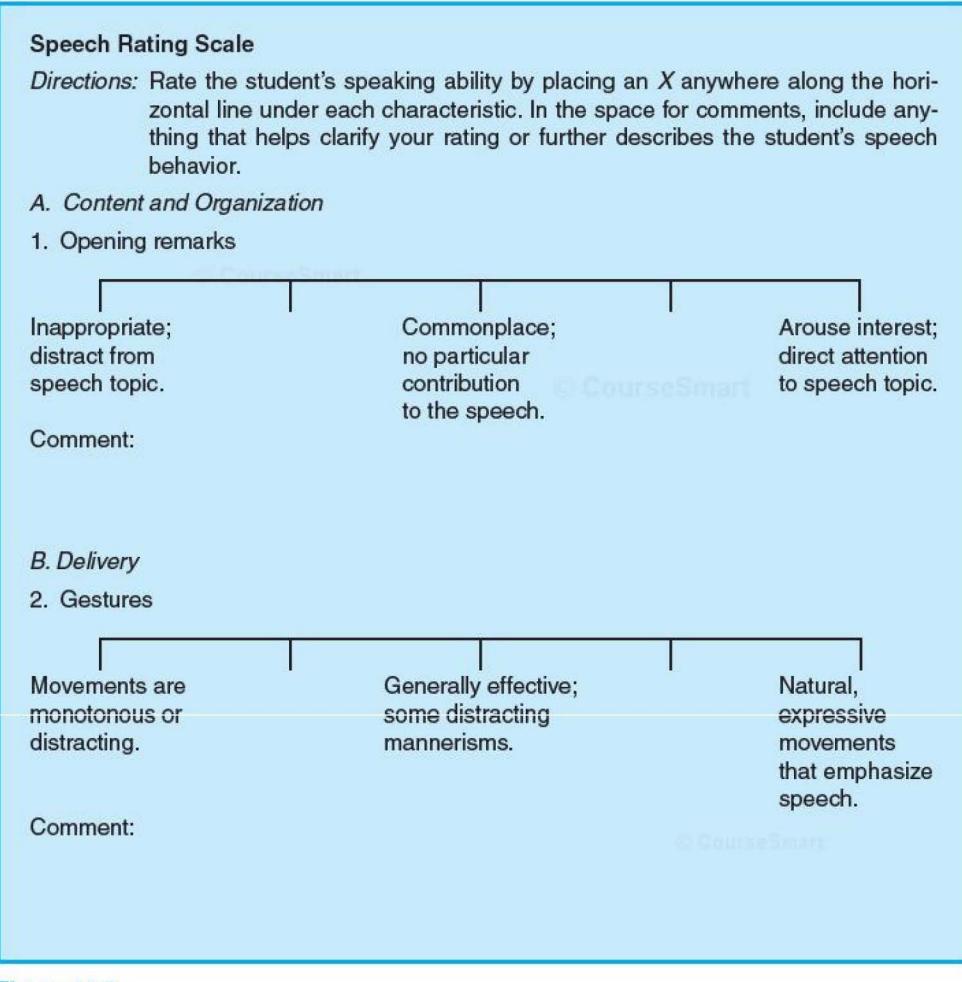 Speech Rating Scale
Directions: Rate the student's speaking ability by placing an X anywhere along the hori-
zontal line under each characteristic. In the space for comments, include any-
thing that helps clarify your rating or further describes the student's speech
behavior.
A. Content and Organization
1. Opening remarks
© CourseSmart
Inappropriate;
distract from
speech topic.
Commonplace;
no particular
contribution
to the speech.
Arouse interest;
direct attention
to speech topic.
© CourseSmart
Comment:
B. Delivery
2. Gestures
Movements are
monotonous or
distracting.
Generally effective;
some distracting
mannerisms.
Natural,
expressive
movements
that emphasize
speech.
Comment:
© CourseSmart